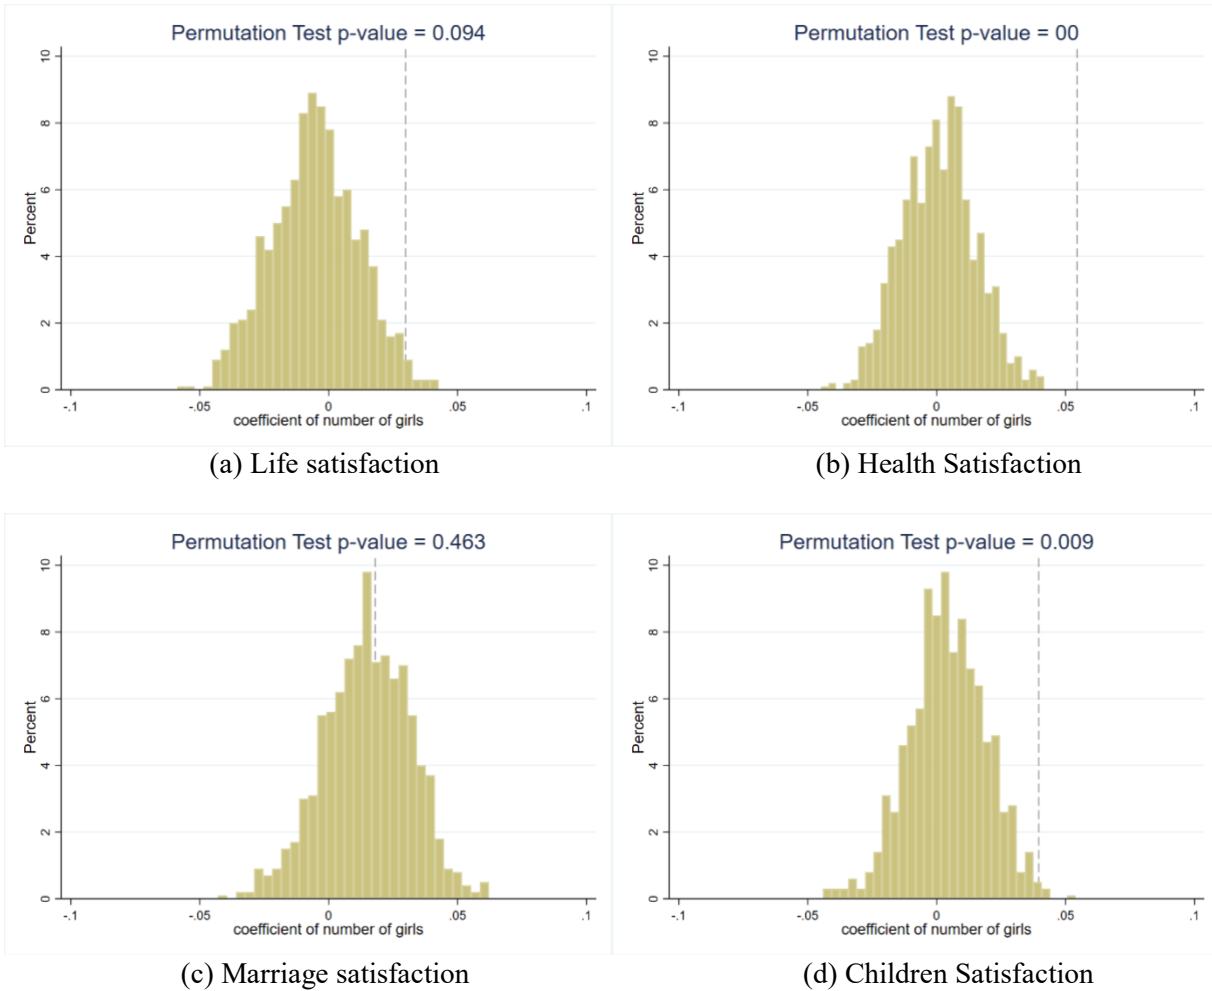 Permutation Test p-value = 0.094
10
8
6
4
2
0
Percent
-.1
-.05
0
.05
.1
coefficient of number of girls
(a) Life satisfaction
Permutation Test p-value = 00
10
8
6
4
2
0
Percent
-.1
-.05
0
.05
.1
coefficient of number of girls
(b) Health Satisfaction
Permutation Test p-value = 0.463
10
8
6
4
2
0
Percent
-.1
-.05
0
.05
.1
coefficient of number of girls
(c) Marriage satisfaction
Permutation Test p-value = 0.009
10
8
6
4
2
0
Percent
-.1
-.05
0
.05
.1
coefficient of number of girls
(d) Children Satisfaction